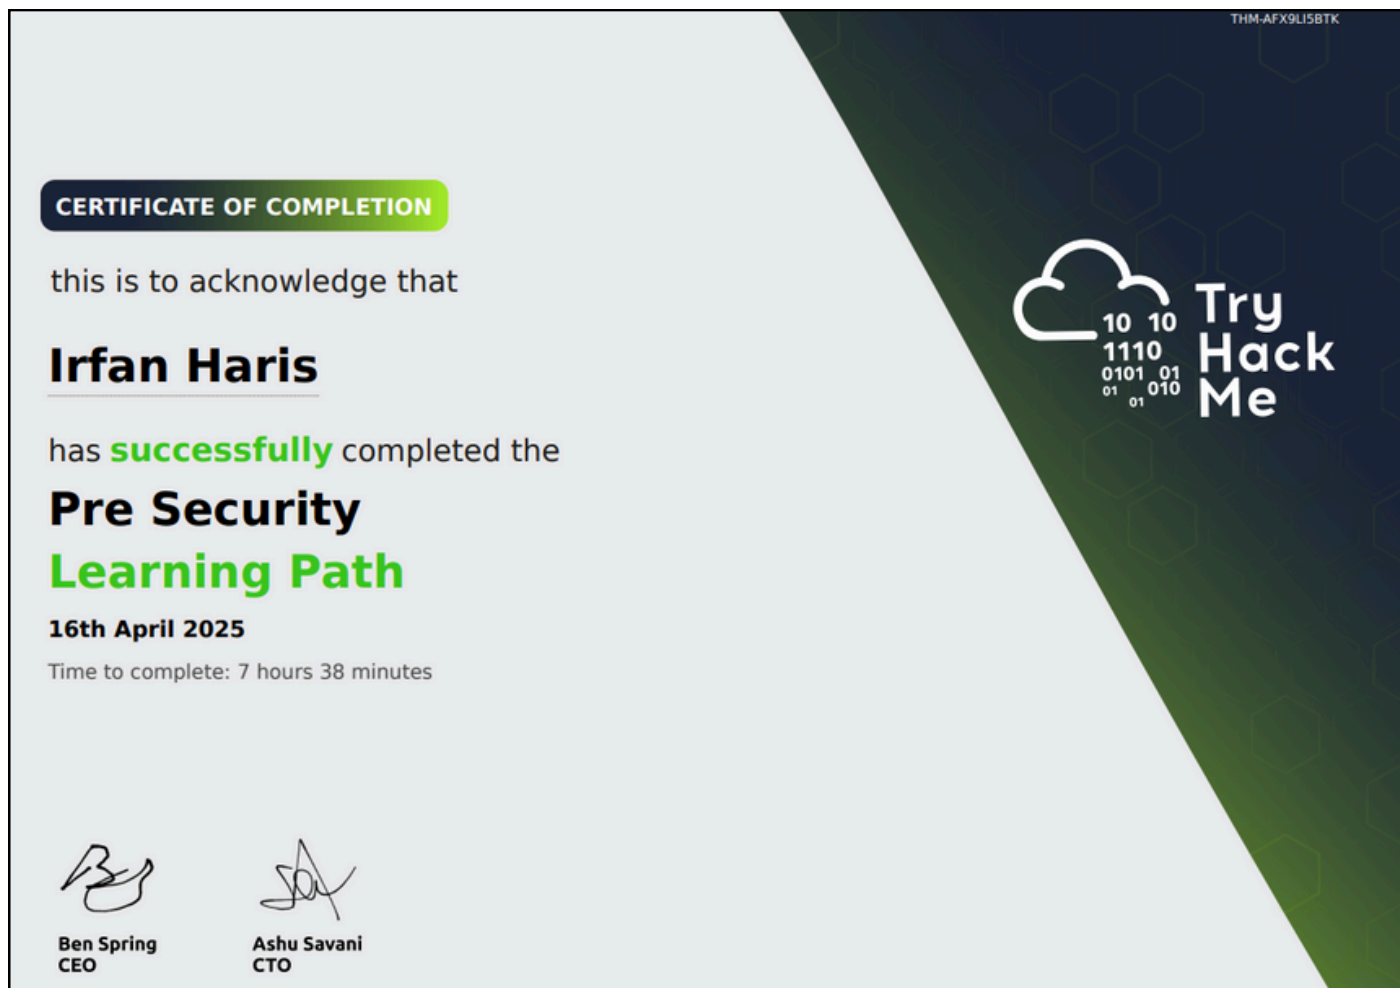 THM-AFX9LI5BTK
CERTIFICATE OF COMPLETION
this is to acknowledge that
Irfan Haris
has successfully completed the
Pre Security
Learning Path
16th April 2025
Time to complete: 7 hours 38 minutes
10 10
1110
0101 01
01 010
01
Try
Hack
Me
Ben Spring
CEO
Ashu Savani
CTO